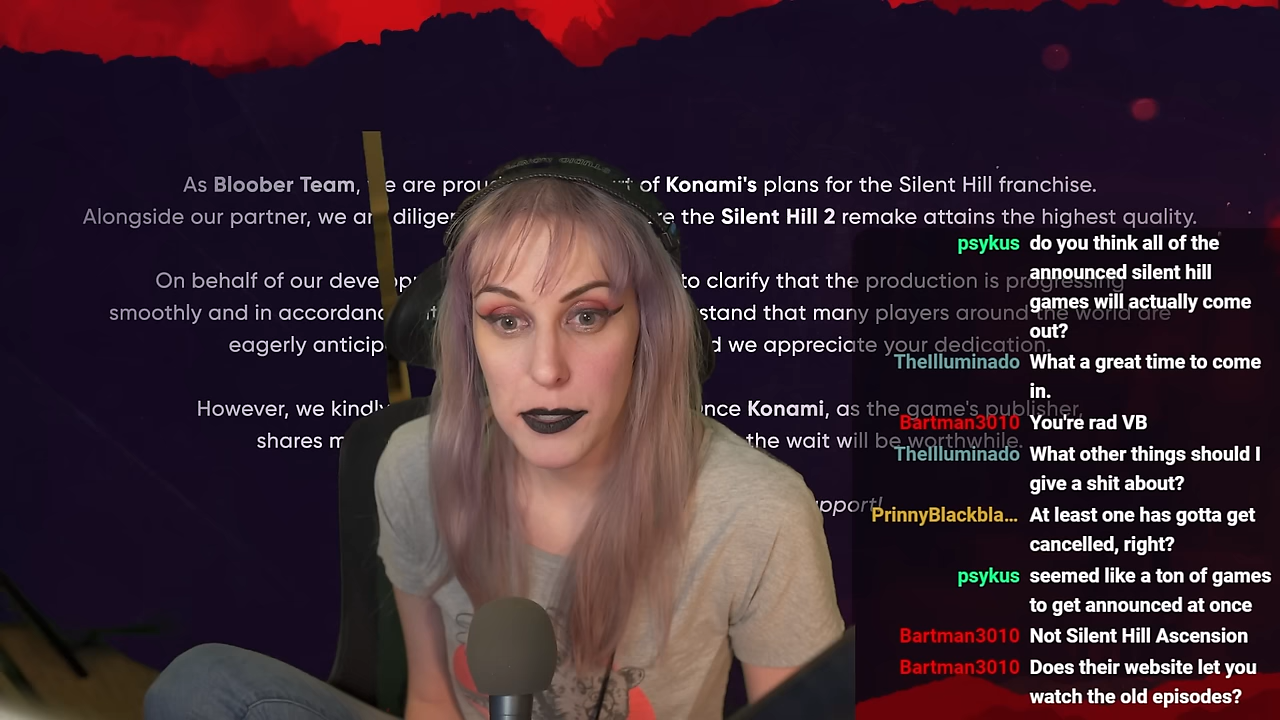 As Bloober Team, we are prou of Konami's plans for the Silent Hill franchise.
Alongside our partner, we are diligen the Silent Hill 2 remake attains the highest quality.
On behalf of our to clarify that the production is progressing
smoothly and in that many players around the world are
eagerly we appreciate your dedication.
However, we kindly Konami, as the game's publisher,
shares the wait will be worthwhile.
psykus do you think all of the
announced silent hill
games will actually come
out?
TheIlluminado What a great time to come
in.
Bartman3010 You're rad VB
TheIlluminado What other things should I
give a shit about?
PrinnyBlackbla… At least one has gotta get
cancelled, right?
psykus seemed like a ton of games
to get announced at once
Bartman3010 Not Silent Hill Ascension
Bartman3010 Does their website let you
watch the old episodes?